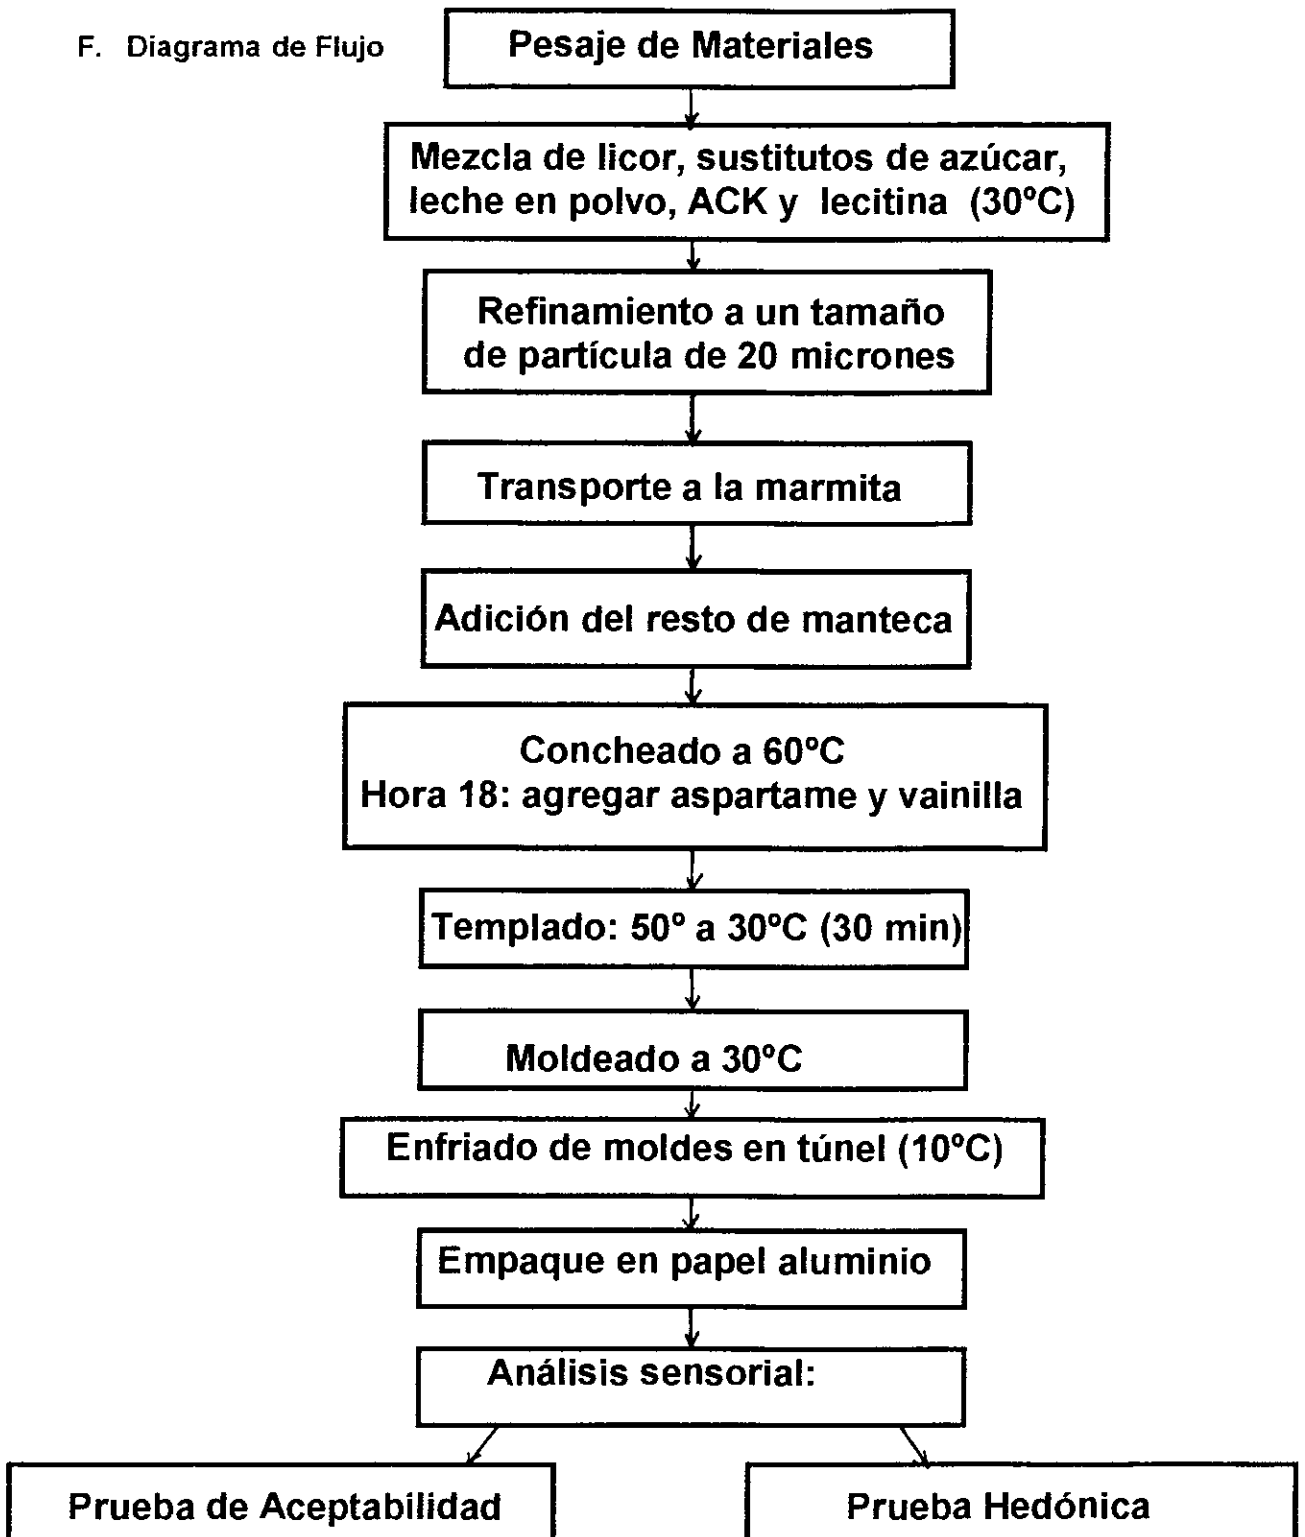 F. Diagrama de Flujo
Pesaje de Materiales
Mezcla de licor, sustitutos de azúcar,
leche en polvo, ACK y lecitina (30ºC)
Refinamiento a un tamaño
de partícula de 20 micrones
Transporte a la marmita
Adición del resto de manteca
Concheado a 60ºC
Hora 18: agregar aspartame y vainilla
Templado: 50º a 30ºC (30 min)
Moldeado a 30ºC
Enfriado de moldes en túnel (10ºC)
Empaque en papel aluminio
Análisis sensorial:
Prueba de Aceptabilidad
Prueba Hedónica